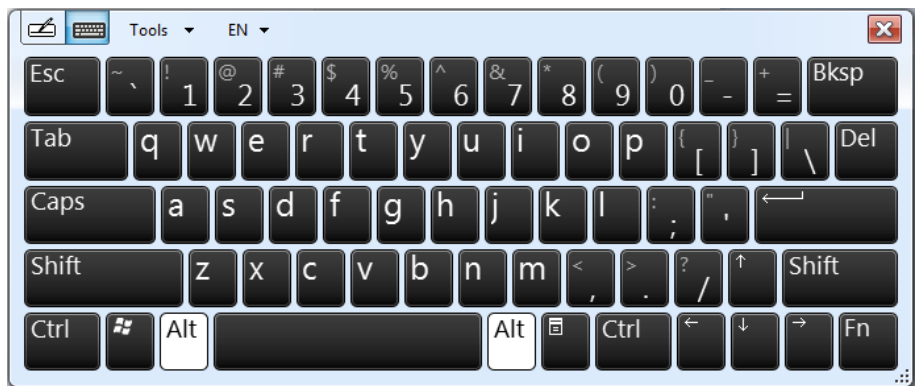 Tools EN
Esc ~ ` ! 1 @ 2 # 3 $ 4 % 5 ^ 6 & 7 * 8 ( 9 ) 0 _ - + = Bksp
Tab q w e r t y u i o p { [ } ] | \ Del
Caps a s d f g h j k l : ; " '
Shift z x c v b n m < , > . ? / ↑ Shift
Ctrl Alt Alt Ctrl ← ↓ → Fn